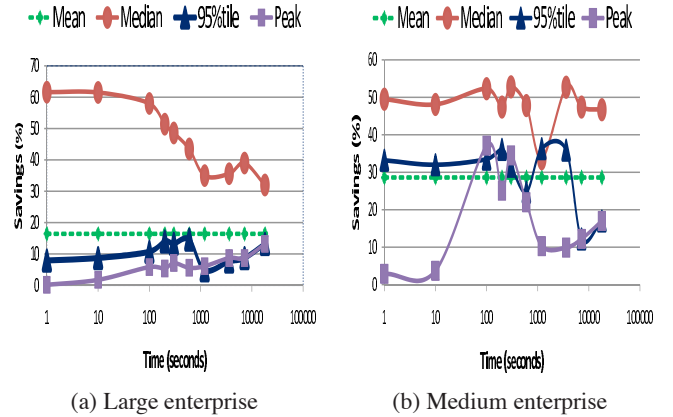 Mean Median 95%tile Peak
Savings (%)
70
60
50
40
30
20
10
0
1 10 100 1000 10000 100000
Time (seconds)
(a) Large enterprise
Mean Median 95%tile Peak
Savings (%)
60
50
40
30
20
10
0
1 10 100 1000 10000 100000
Time (seconds)
(b) Medium enterprise